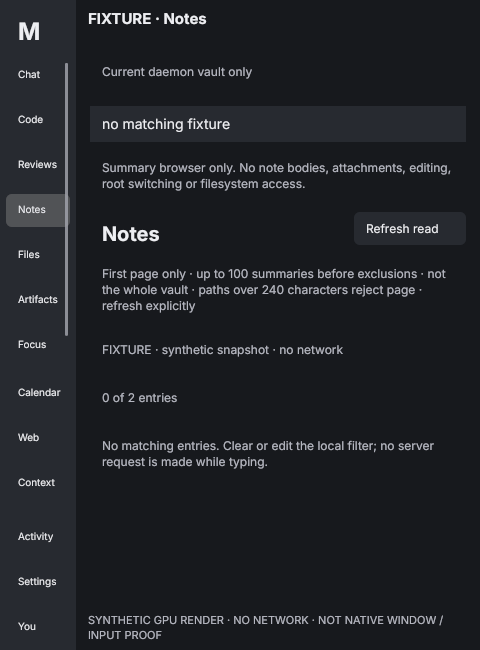 M
Chat
Code
Reviews
Notes
Files
Artifacts
Focus
Calendar
Web
Context
Activity
Settings
You
FIXTURE · Notes
Current daemon vault only
no matching fixture
Summary browser only. No note bodies, attachments, editing,
root switching or filesystem access.
Notes
Refresh read
First page only · up to 100 summaries before exclusions · not
the whole vault · paths over 240 characters reject page ·
refresh explicitly
FIXTURE · synthetic snapshot · no network
0 of 2 entries
No matching entries. Clear or edit the local filter; no server
request is made while typing.
SYNTHETIC GPU RENDER · NO NETWORK · NOT NATIVE WINDOW /
INPUT PROOF